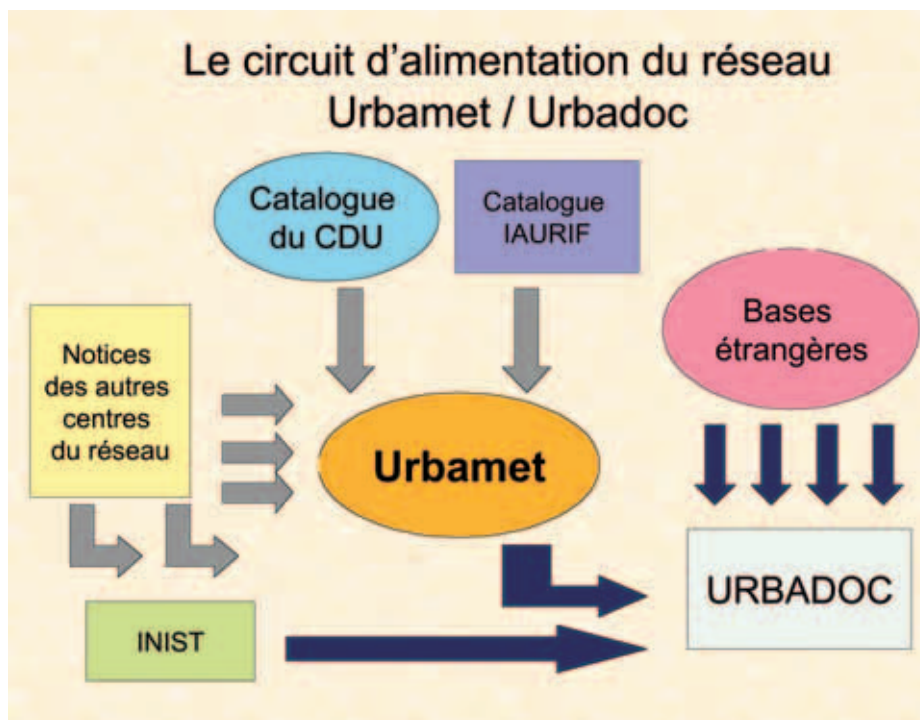 Le circuit d'alimentation du réseau
Urbamet / Urbadoc
Catalogue
du CDU
Catalogue
IAURIF
Bases
étrangères
Notices
des autres
centres
du réseau
Urbamet
URBADOC
INIST